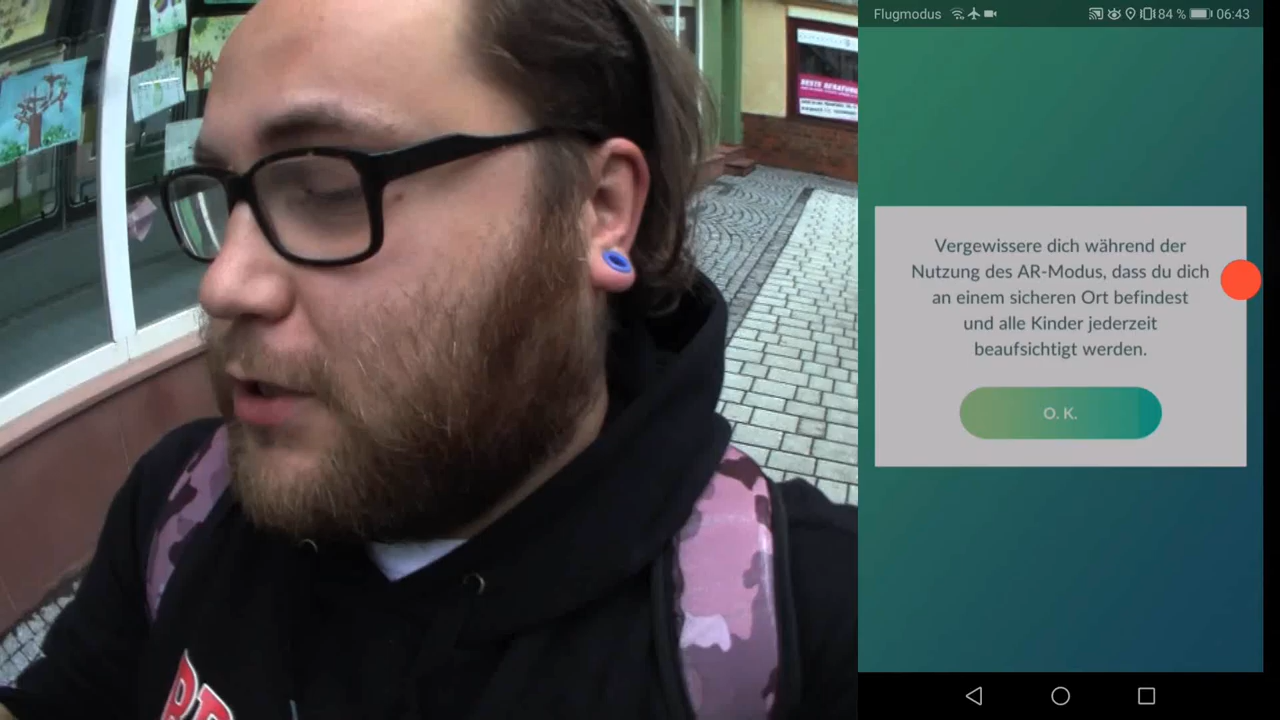 Flugmodus
84 % 06:43
BESTE BERATUNG
Vergewissere dich während der
Nutzung des AR-Modus, dass du dich
an einem sicheren Ort befindest
und alle Kinder jederzeit
beaufsichtigt werden.
O. K.